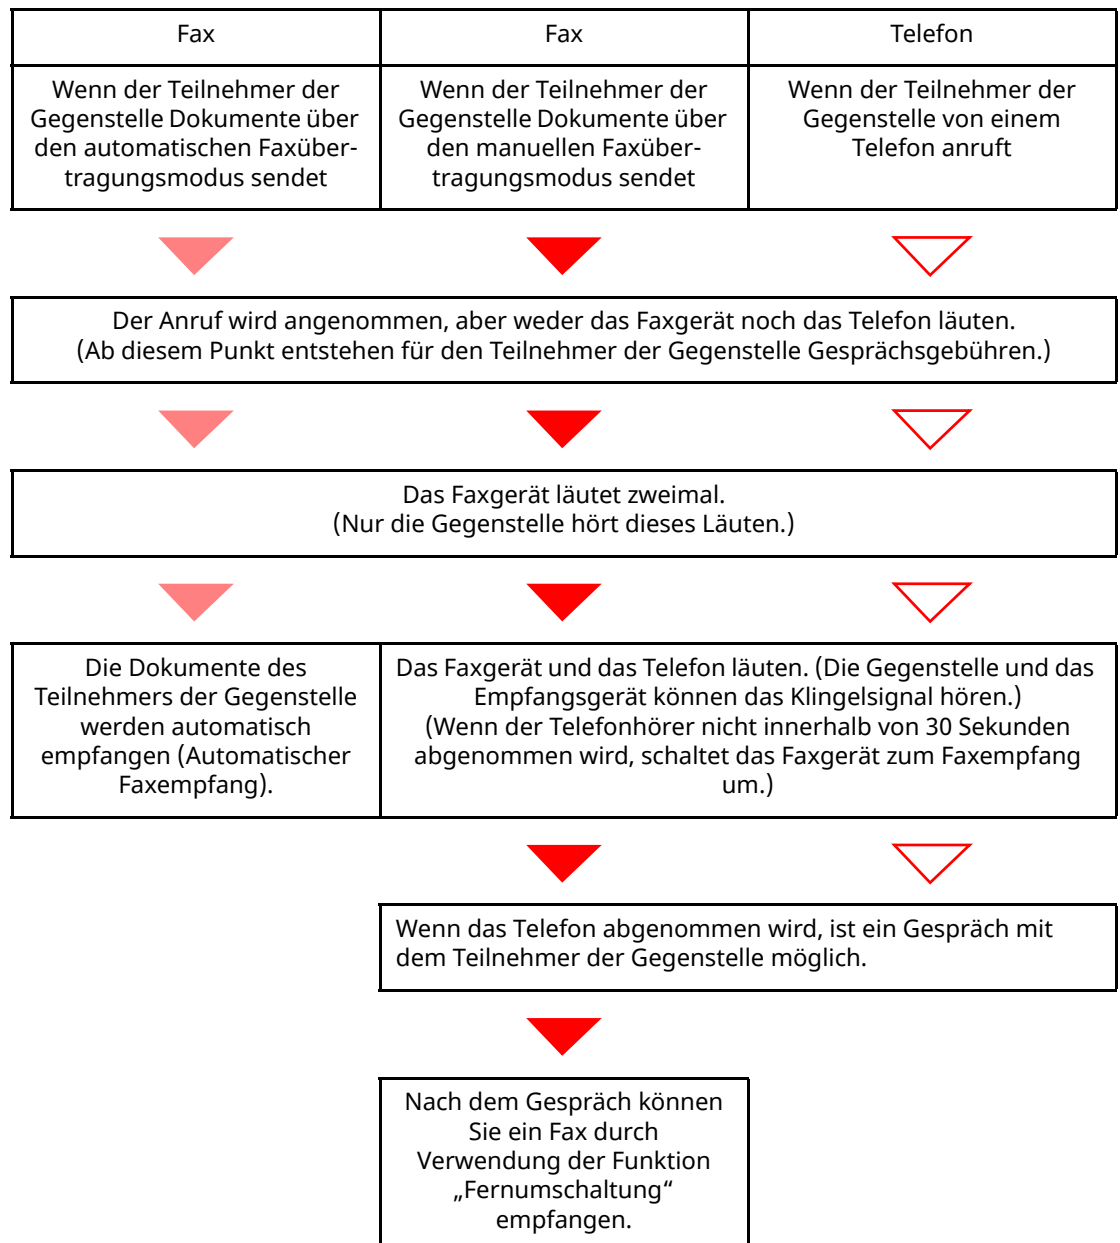 Fax
Fax
Telefon
Wenn der Teilnehmer der
Gegenstelle Dokumente über
den automatischen Faxüber-
tragungsmodus sendet
Wenn der Teilnehmer der
Gegenstelle Dokumente über
den manuellen Faxüber-
tragungsmodus sendet
Wenn der Teilnehmer der
Gegenstelle von einem
Telefon anruft
Der Anruf wird angenommen, aber weder das Faxgerät noch das Telefon läuten.
(Ab diesem Punkt entstehen für den Teilnehmer der Gegenstelle Gesprächsgebühren.)
Das Faxgerät läutet zweimal.
(Nur die Gegenstelle hört dieses Läuten.)
Die Dokumente des
Teilnehmers der Gegenstelle
werden automatisch
empfangen (Automatischer
Faxempfang).
Das Faxgerät und das Telefon läuten. (Die Gegenstelle und das
Empfangsgerät können das Klingelsignal hören.)
(Wenn der Telefonhörer nicht innerhalb von 30 Sekunden
abgenommen wird, schaltet das Faxgerät zum Faxempfang
um.)
Wenn das Telefon abgenommen wird, ist ein Gespräch mit
dem Teilnehmer der Gegenstelle möglich.
Nach dem Gespräch können
Sie ein Fax durch
Verwendung der Funktion
„Fernumschaltung“
empfangen.